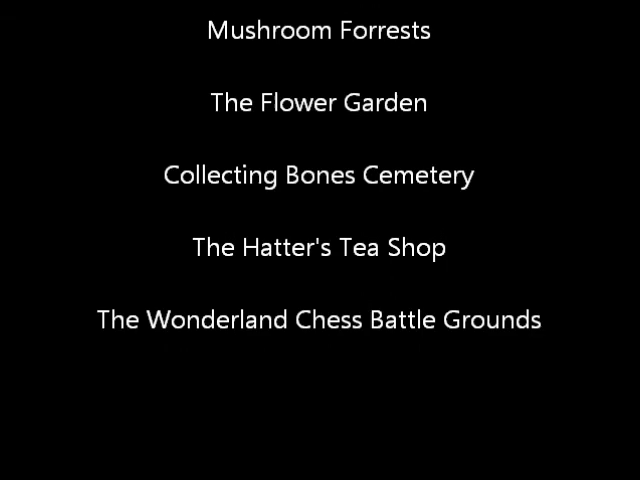 Mushroom Forrests
The Flower Garden
Collecting Bones Cemetery
The Hatter's Tea Shop
The Wonderland Chess Battle Grounds